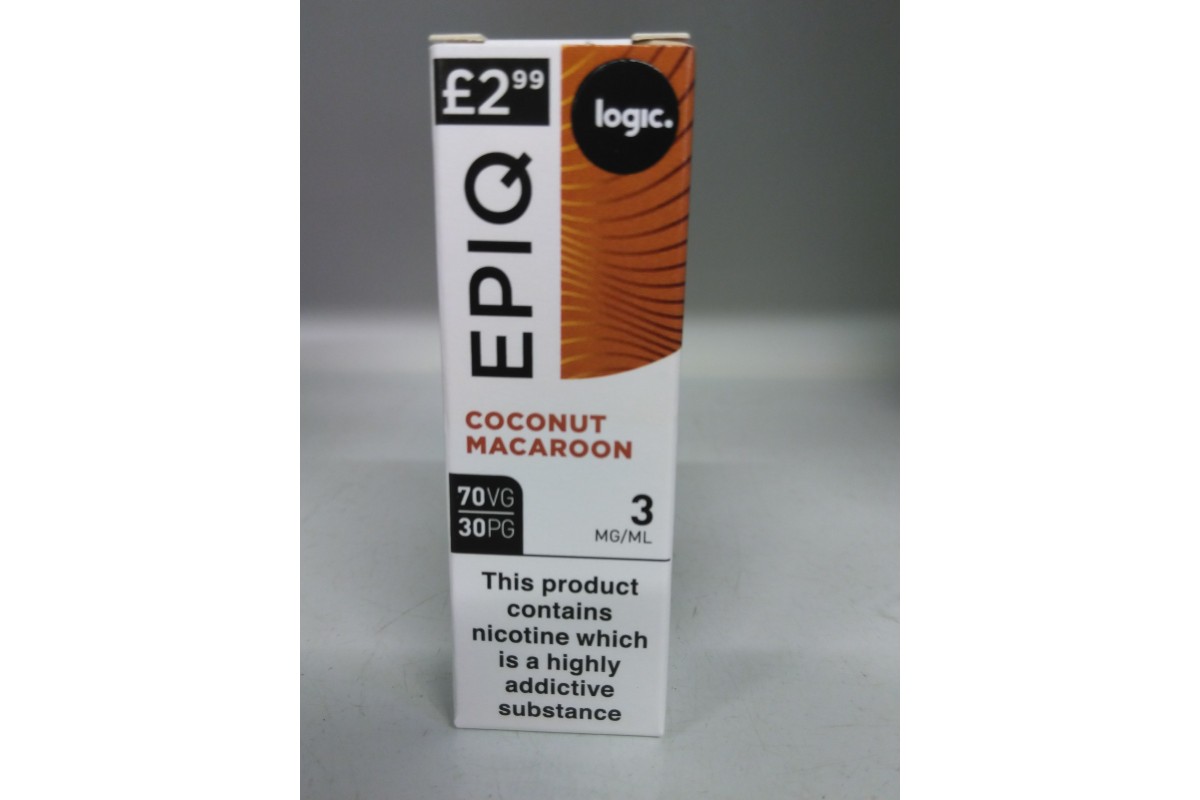 £2.99
logic.
EPIQ
COCONUT
MACAROON
70VG
30PG
3
MG/ML
This product
contains
nicotine which
is a highly
addictive
substance